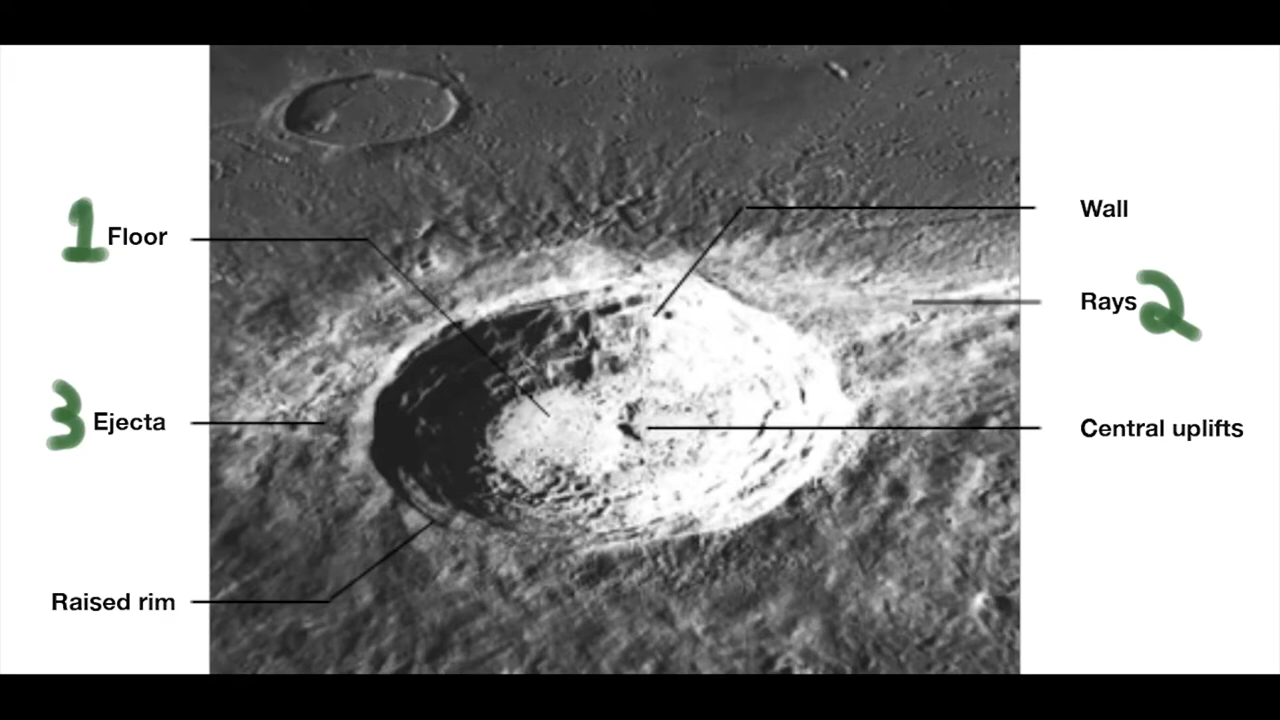 Wall
1 Floor
Rays 2
3 Ejecta
Central uplifts
Raised rim